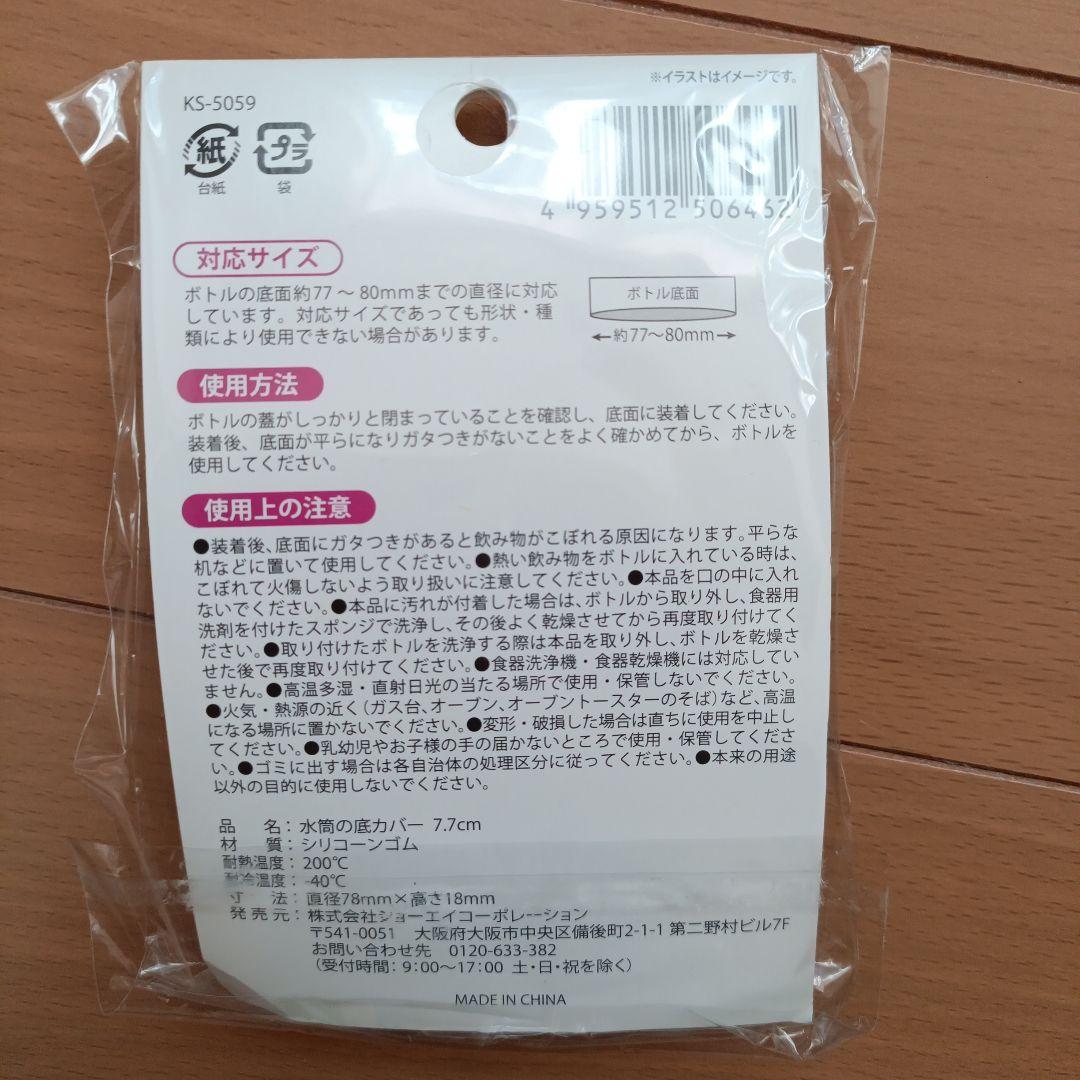 ※イラストはイメージです。
KS-5059
紙
プラ
台紙
袋
4 959512 506462
対応サイズ
ボトルの底面約77～80mmまでの直径に対応
しています。対応サイズであっても形状・種
類により使用できない場合があります。
ボトル底面
約77～80mm
使用方法
ボトルの蓋がしっかりと閉まっていることを確認し、底面に装着してください。
装着後、底面が平らになりガタつきがないことをよく確かめてから、ボトルを
使用してください。
使用上の注意
●装着後、底面にガタつきがあると飲み物がこぼれる原因になります。平らな
机などに置いて使用してください。●熱い飲み物をボトルに入れている時は、
こぼれて火傷しないよう取り扱いに注意してください。●本品を口の中に入れ
ないでください。●本品に汚れが付着した場合は、ボトルから取り外し、食器用
洗剤を付けたスポンジで洗浄し、その後よく乾燥させてから再度取り付けてく
ださい。●取り付けたボトルを洗浄する際は本品を取り外し、ボトルを乾燥さ
せた後で再度取り付けてください。●食器洗浄機・食器乾燥機には対応してい
ません。●高温多湿・直射日光の当たる場所で使用・保管しないでください。
●火気・熱源の近く(ガス台、オーブン、オーブントースターのそば)など、高温
になる場所に置かないでください。●変形・破損した場合は直ちに使用を中止し
てください。●乳幼児やお子様の手の届かないところで使用・保管してくださ
い。●ゴミに出す場合は各自治体の処理区分に従ってください。●本来の用途
以外の目的に使用しないでください。
品 名：水筒の底カバー 7.7cm
材 質：シリコーンゴム
耐熱温度：200℃
耐冷温度：-40℃
寸 法：直径78mm×高さ18mm
発売元：株式会社ショーエイコーポレーション
〒541-0051 大阪府大阪市中央区備後町2-1-1 第二野村ビル7F
お問い合わせ先 0120-633-382
(受付時間：9:00～17:00 土・日・祝を除く)
MADE IN CHINA